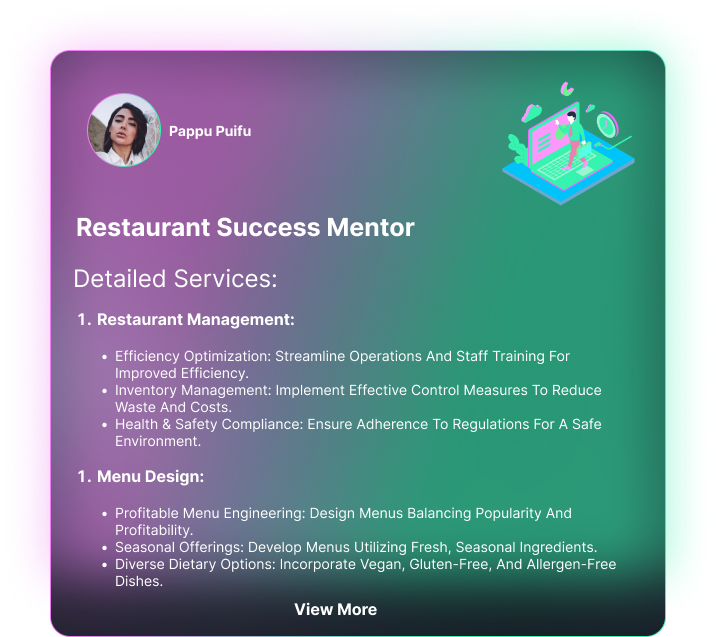 Pappu Puifu
Restaurant Success Mentor
Detailed Services:
1. Restaurant Management:
• Efficiency Optimization: Streamline Operations And Staff Training For
Improved Efficiency.
• Inventory Management: Implement Effective Control Measures To Reduce
Waste And Costs.
• Health & Safety Compliance: Ensure Adherence To Regulations For A Safe
Environment.
1. Menu Design:
• Profitable Menu Engineering: Design Menus Balancing Popularity And
Profitability.
• Seasonal Offerings: Develop Menus Utilizing Fresh, Seasonal Ingredients.
• Diverse Dietary Options: Incorporate Vegan, Gluten-Free, And Allergen-Free
Dishes.
View More